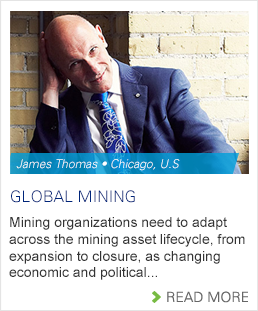 James Thomas • Chicago, U.S
GLOBAL MINING
Mining organizations need to adapt
across the mining asset lifecycle, from
expansion to closure, as changing
economic and political...
READ MORE